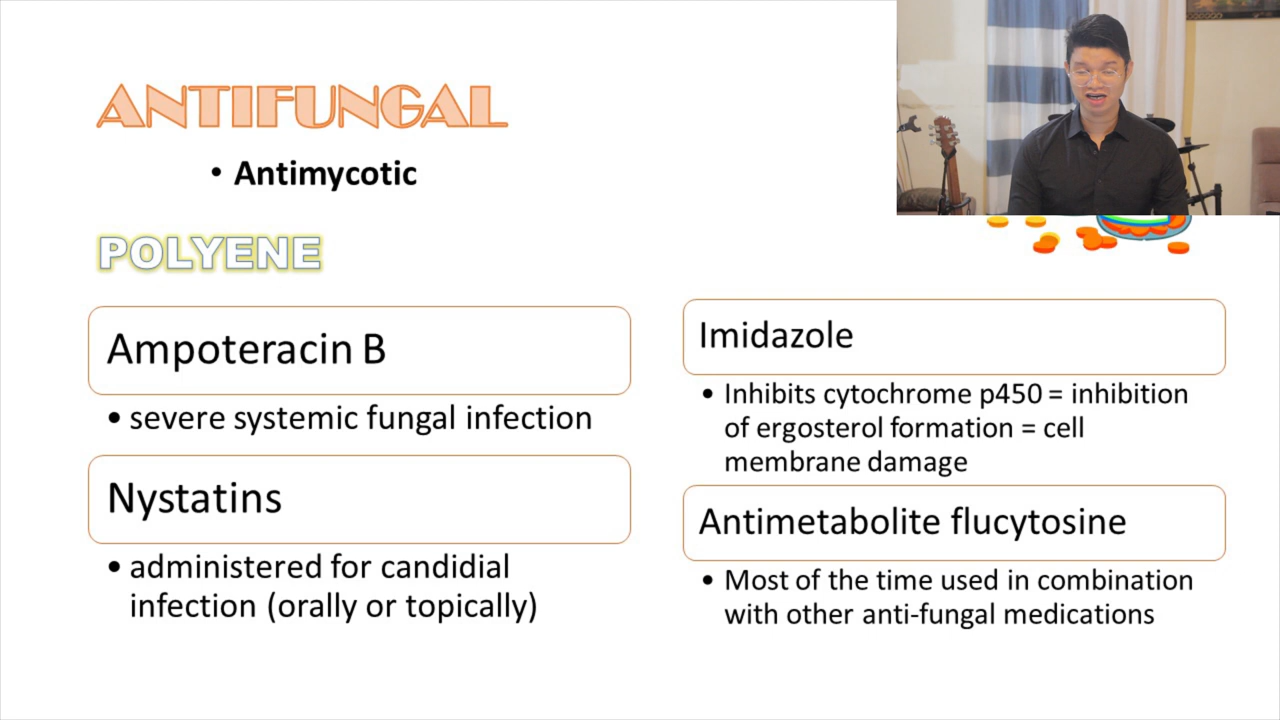 ANTIFUNGAL
• Antimycotic
POLYENE
Ampoteracin B
• severe systemic fungal infection
Nystatins
• administered for candidial
infection (orally or topically)
Imidazole
• Inhibits cytochrome p450 = inhibition
of ergosterol formation = cell
membrane damage
Antimetabolite flucytosine
• Most of the time used in combination
with other anti-fungal medications